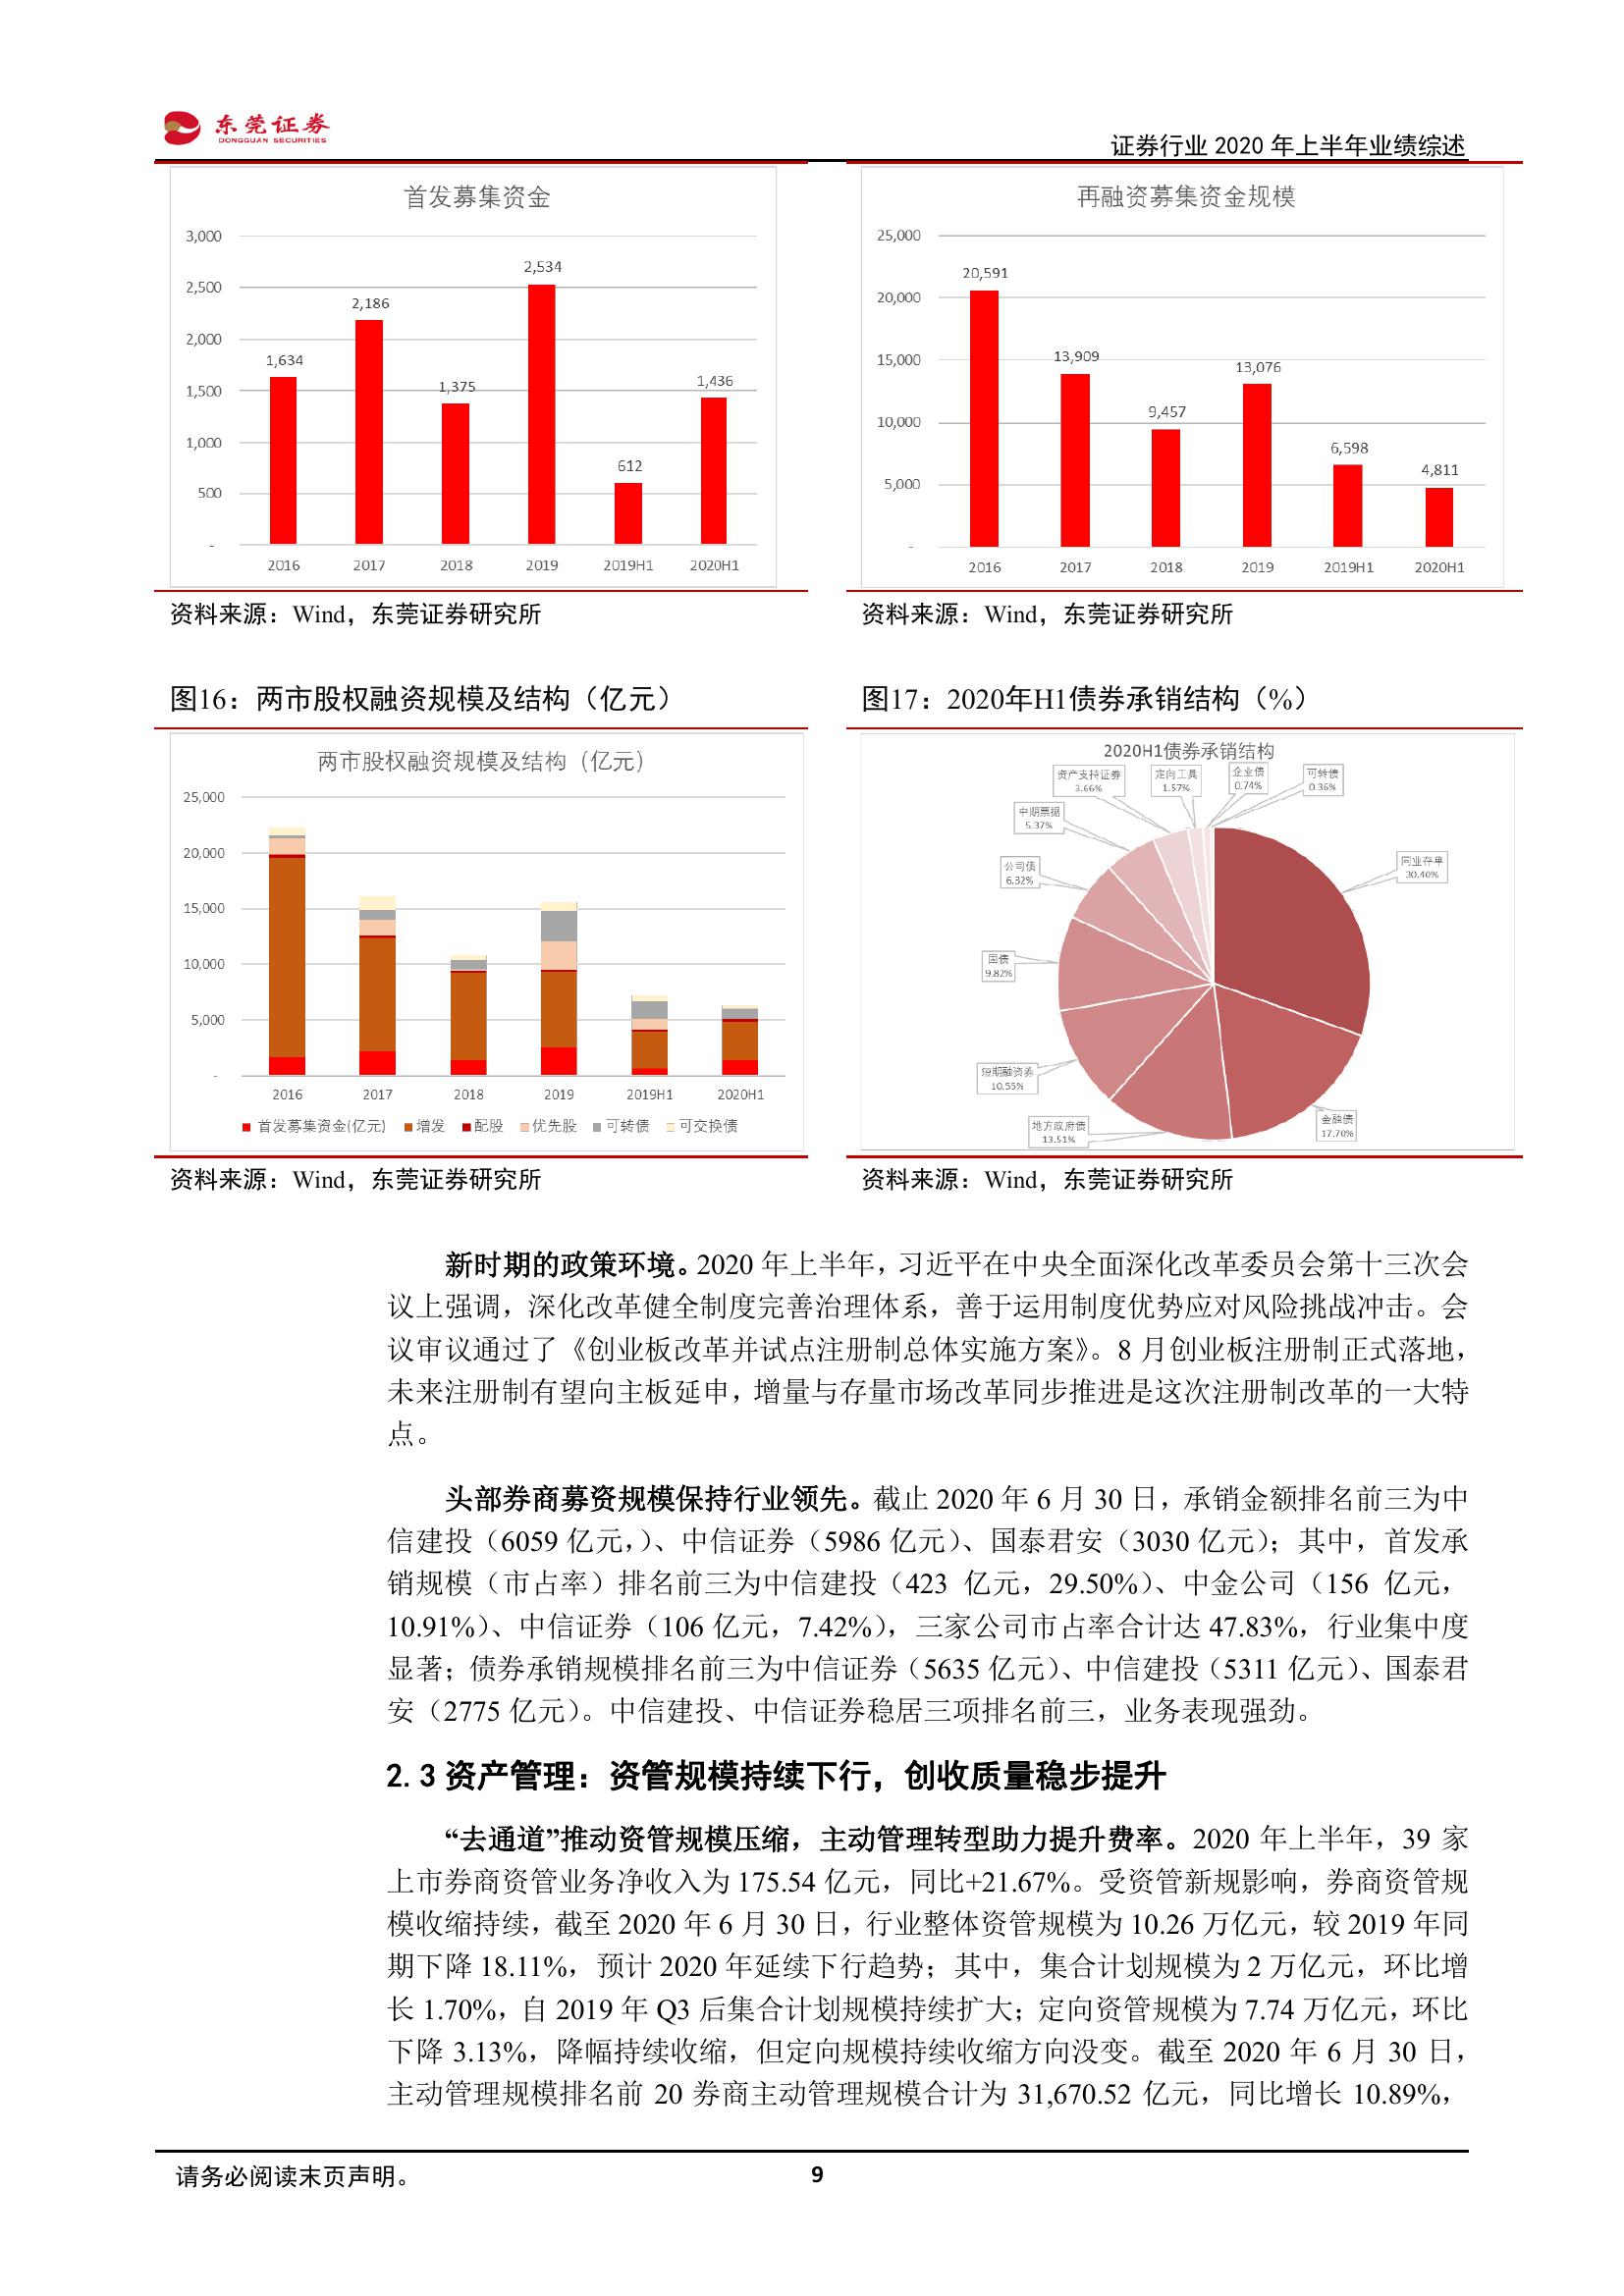 东莞证券
DONGGUAN SECURITIES
证券行业 2020 年上半年业绩综述
首发募集资金
3,000
2,500
2,000
1,500
1,000
500
-
1,634
2,186
1,375
2,534
612
1,436
2016 2017 2018 2019 2019H1 2020H1
资料来源：Wind，东莞证券研究所
再融资募集资金规模
25,000
20,000
15,000
10,000
5,000
-
20,591
13,909
9,457
13,076
6,598
4,811
2016 2017 2018 2019 2019H1 2020H1
资料来源：Wind，东莞证券研究所
图16：两市股权融资规模及结构（亿元）
两市股权融资规模及结构（亿元）
25,000
20,000
15,000
10,000
5,000
-
2016 2017 2018 2019 2019H1 2020H1
首发募集资金(亿元) 增发 配股 优先股 可转债 可交换债
资料来源：Wind，东莞证券研究所
图17：2020年H1债券承销结构（%）
2020H1债券承销结构
资产支持证券
3.66%
定向工具
1.57%
企业债
0.74%
可转债
0.36%
中期票据
5.37%
公司债
6.32%
同业存单
30.40%
国债
9.82%
短期融资券
10.55%
地方政府债
13.51%
金融债
17.70%
资料来源：Wind，东莞证券研究所
新时期的政策环境。2020 年上半年，习近平在中央全面深化改革委员会第十三次会
议上强调，深化改革健全制度完善治理体系，善于运用制度优势应对风险挑战冲击。会
议审议通过了《创业板改革并试点注册制总体实施方案》。8 月创业板注册制正式落地，
未来注册制有望向主板延申，增量与存量市场改革同步推进是这次注册制改革的一大特
点。
头部券商募资规模保持行业领先。截止 2020 年 6 月 30 日，承销金额排名前三为中
信建投（6059 亿元，）、中信证券（5986 亿元）、国泰君安（3030 亿元）；其中，首发承
销规模（市占率）排名前三为中信建投（423 亿元，29.50%）、中金公司（156 亿元，
10.91%）、中信证券（106 亿元，7.42%），三家公司市占率合计达 47.83%，行业集中度
显著；债券承销规模排名前三为中信证券（5635 亿元）、中信建投（5311 亿元）、国泰君
安（2775 亿元）。中信建投、中信证券稳居三项排名前三，业务表现强劲。
2.3 资产管理：资管规模持续下行，创收质量稳步提升
“去通道”推动资管规模压缩，主动管理转型助力提升费率。2020 年上半年，39 家
上市券商资管业务净收入为 175.54 亿元，同比+21.67%。受资管新规影响，券商资管规
模收缩持续，截至 2020 年 6 月 30 日，行业整体资管规模为 10.26 万亿元，较 2019 年同
期下降 18.11%，预计 2020 年延续下行趋势；其中，集合计划规模为 2 万亿元，环比增
长 1.70%，自 2019 年 Q3 后集合计划规模持续扩大；定向资管规模为 7.74 万亿元，环比
下降 3.13%，降幅持续收缩，但定向规模持续收缩方向没变。截至 2020 年 6 月 30 日，
主动管理规模排名前 20 券商主动管理规模合计为 31,670.52 亿元，同比增长 10.89%，
请务必阅读末页声明。
9